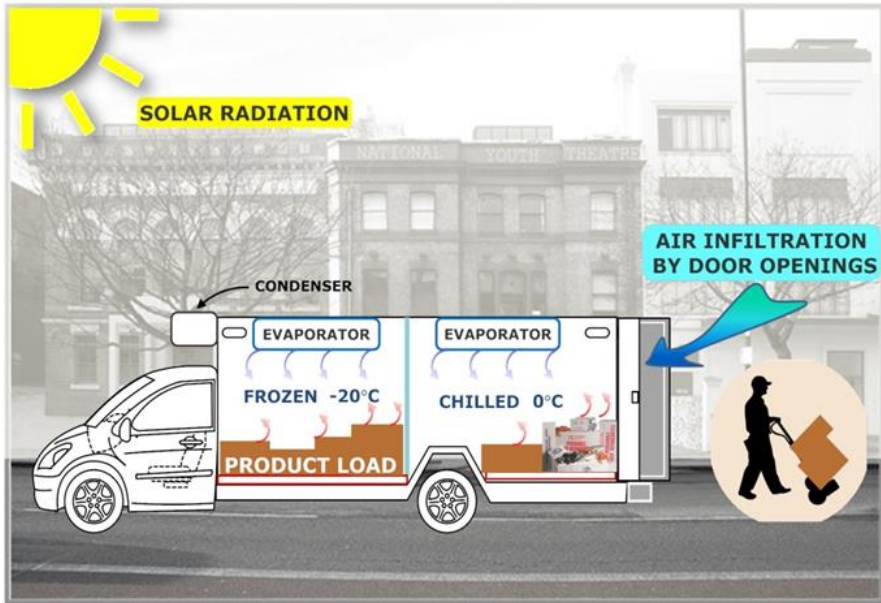 SOLAR RADIATION
NATIONAL YOUTH THEATRE
AIR INFILTRATION
BY DOOR OPENINGS
CONDENSER
EVAPORATOR
EVAPORATOR
FROZEN -20°C
CHILLED 0°C
PRODUCT LOAD